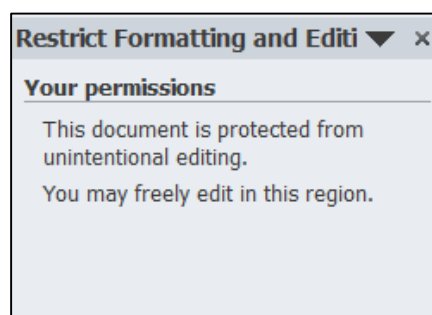 Restrict Formatting and Editi
Your permissions
This document is protected from
unintentional editing.
You may freely edit in this region.